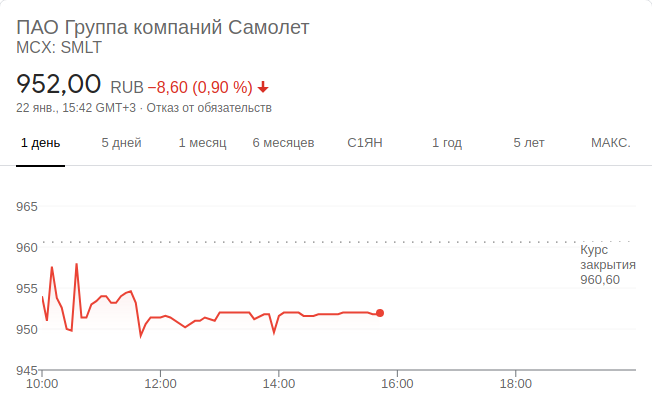 ПАО Группа компаний Самолет
MCX: SMLT
952,00 RUB −8,60 (0,90 %)
22 янв., 15:42 GMT+3 · Отказ от обязательств
1 день 5 дней 1 месяц 6 месяцев С1ЯН 1 год 5 лет МАКС.
965
960
Курс
закрытия
960,60
955
950
945
10:00 12:00 14:00 16:00 18:00